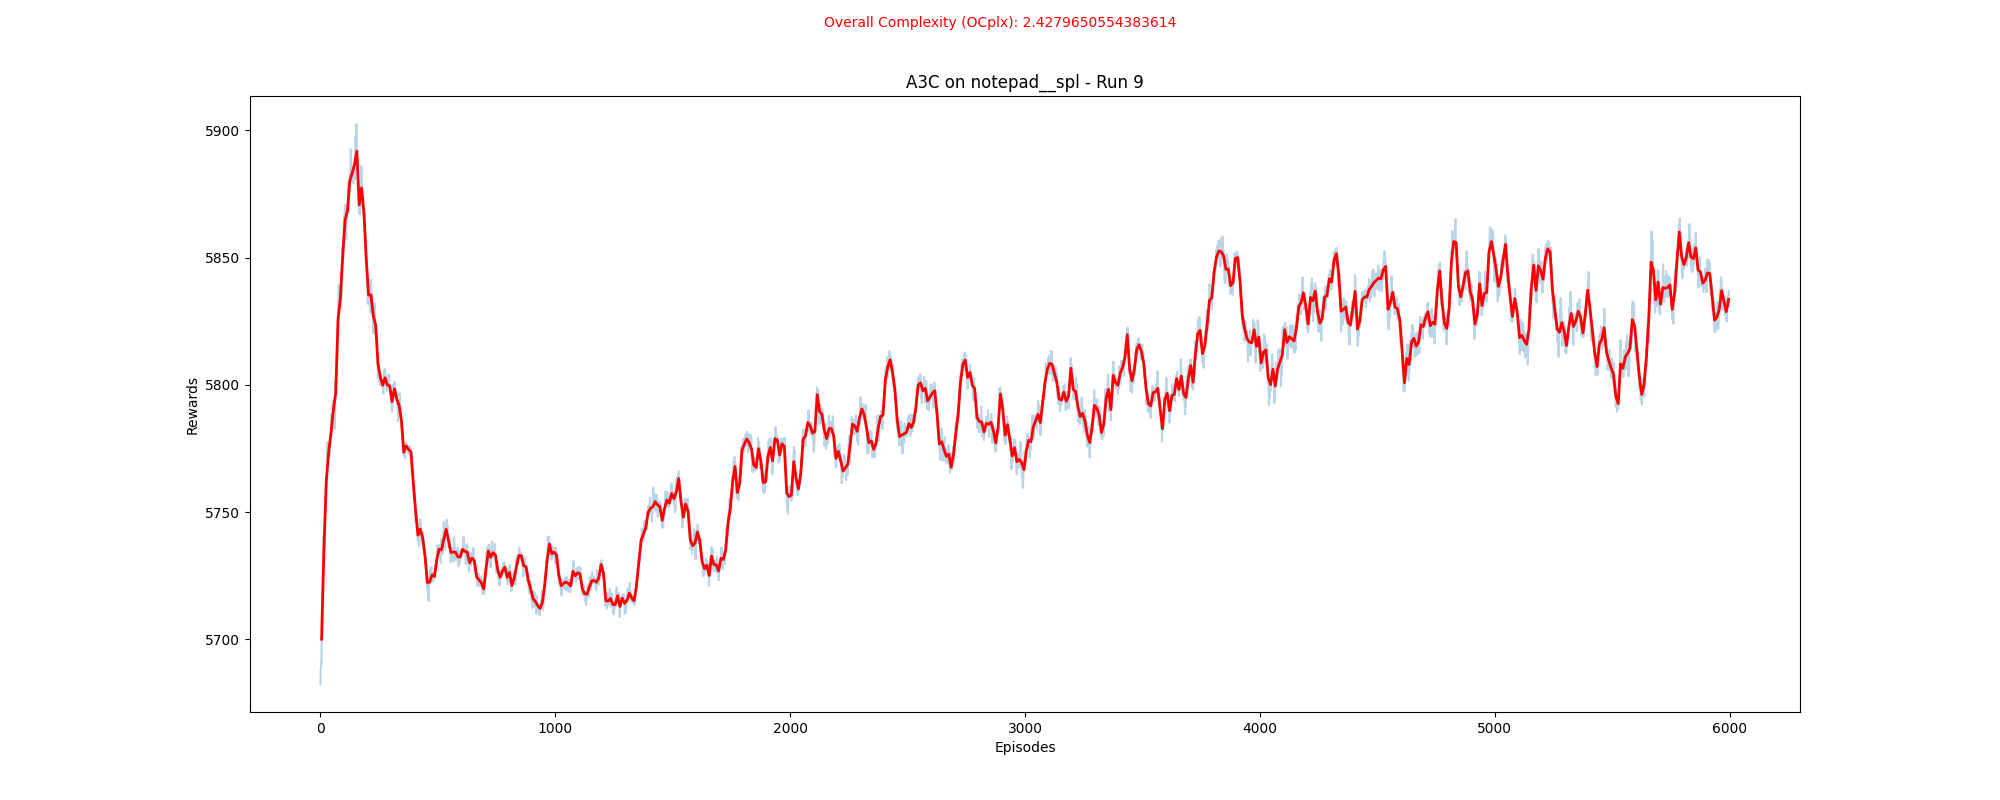 Overall Complexity (OCplx): 2.4279650554383614
A3C on notepad__spl - Run 9
Rewards
5900
5850
5800
5750
5700
0 1000 2000 3000 4000 5000 6000
Episodes